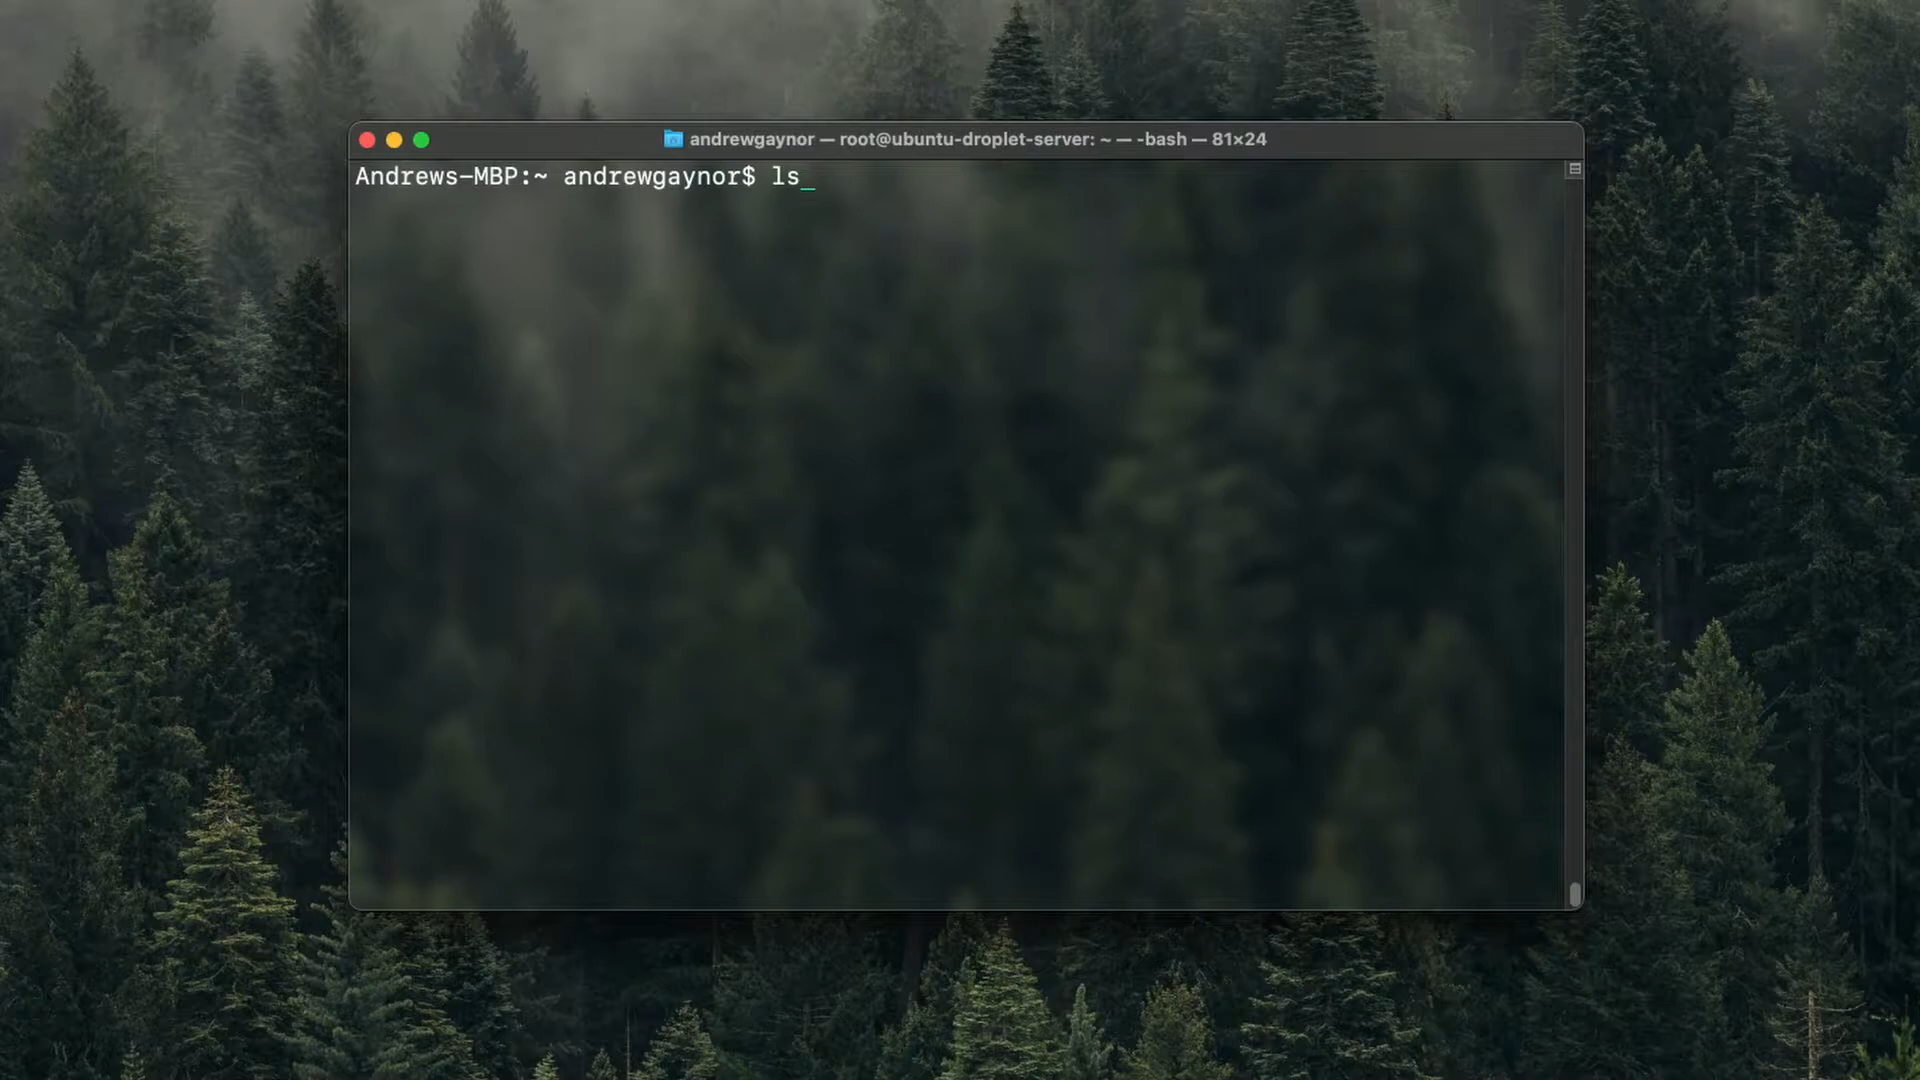 andrewgaynor — root@ubuntu-droplet-server: ~ — -bash — 81×24
Andrews-MBP:~ andrewgaynor$ ls_